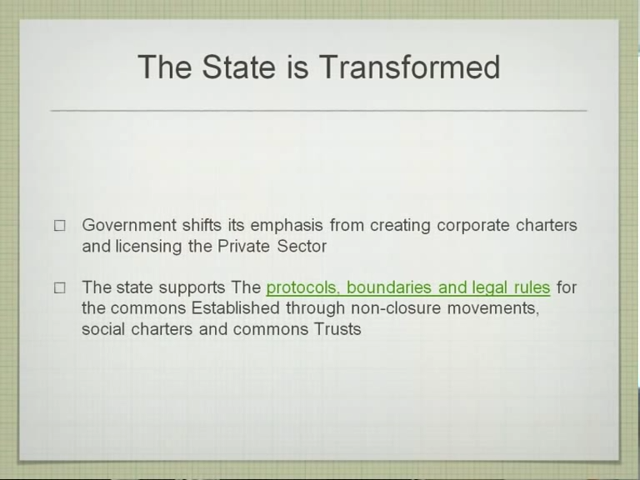 The State is Transformed
Government shifts its emphasis from creating corporate charters
and licensing the Private Sector
The state supports The protocols, boundaries and legal rules for
the commons Established through non-closure movements,
social charters and commons Trusts